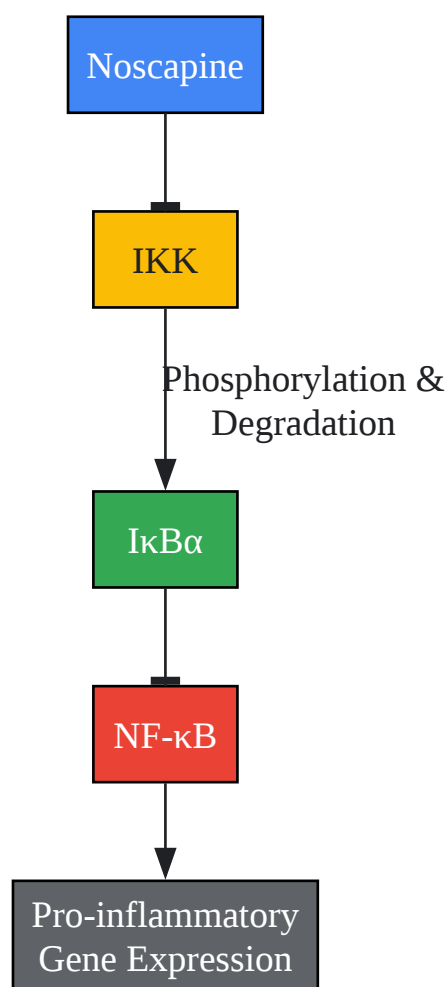 Noscapine
IKK
Phosphorylation &
Degradation
IκBα
NF-κB
Pro-inflammatory
Gene Expression